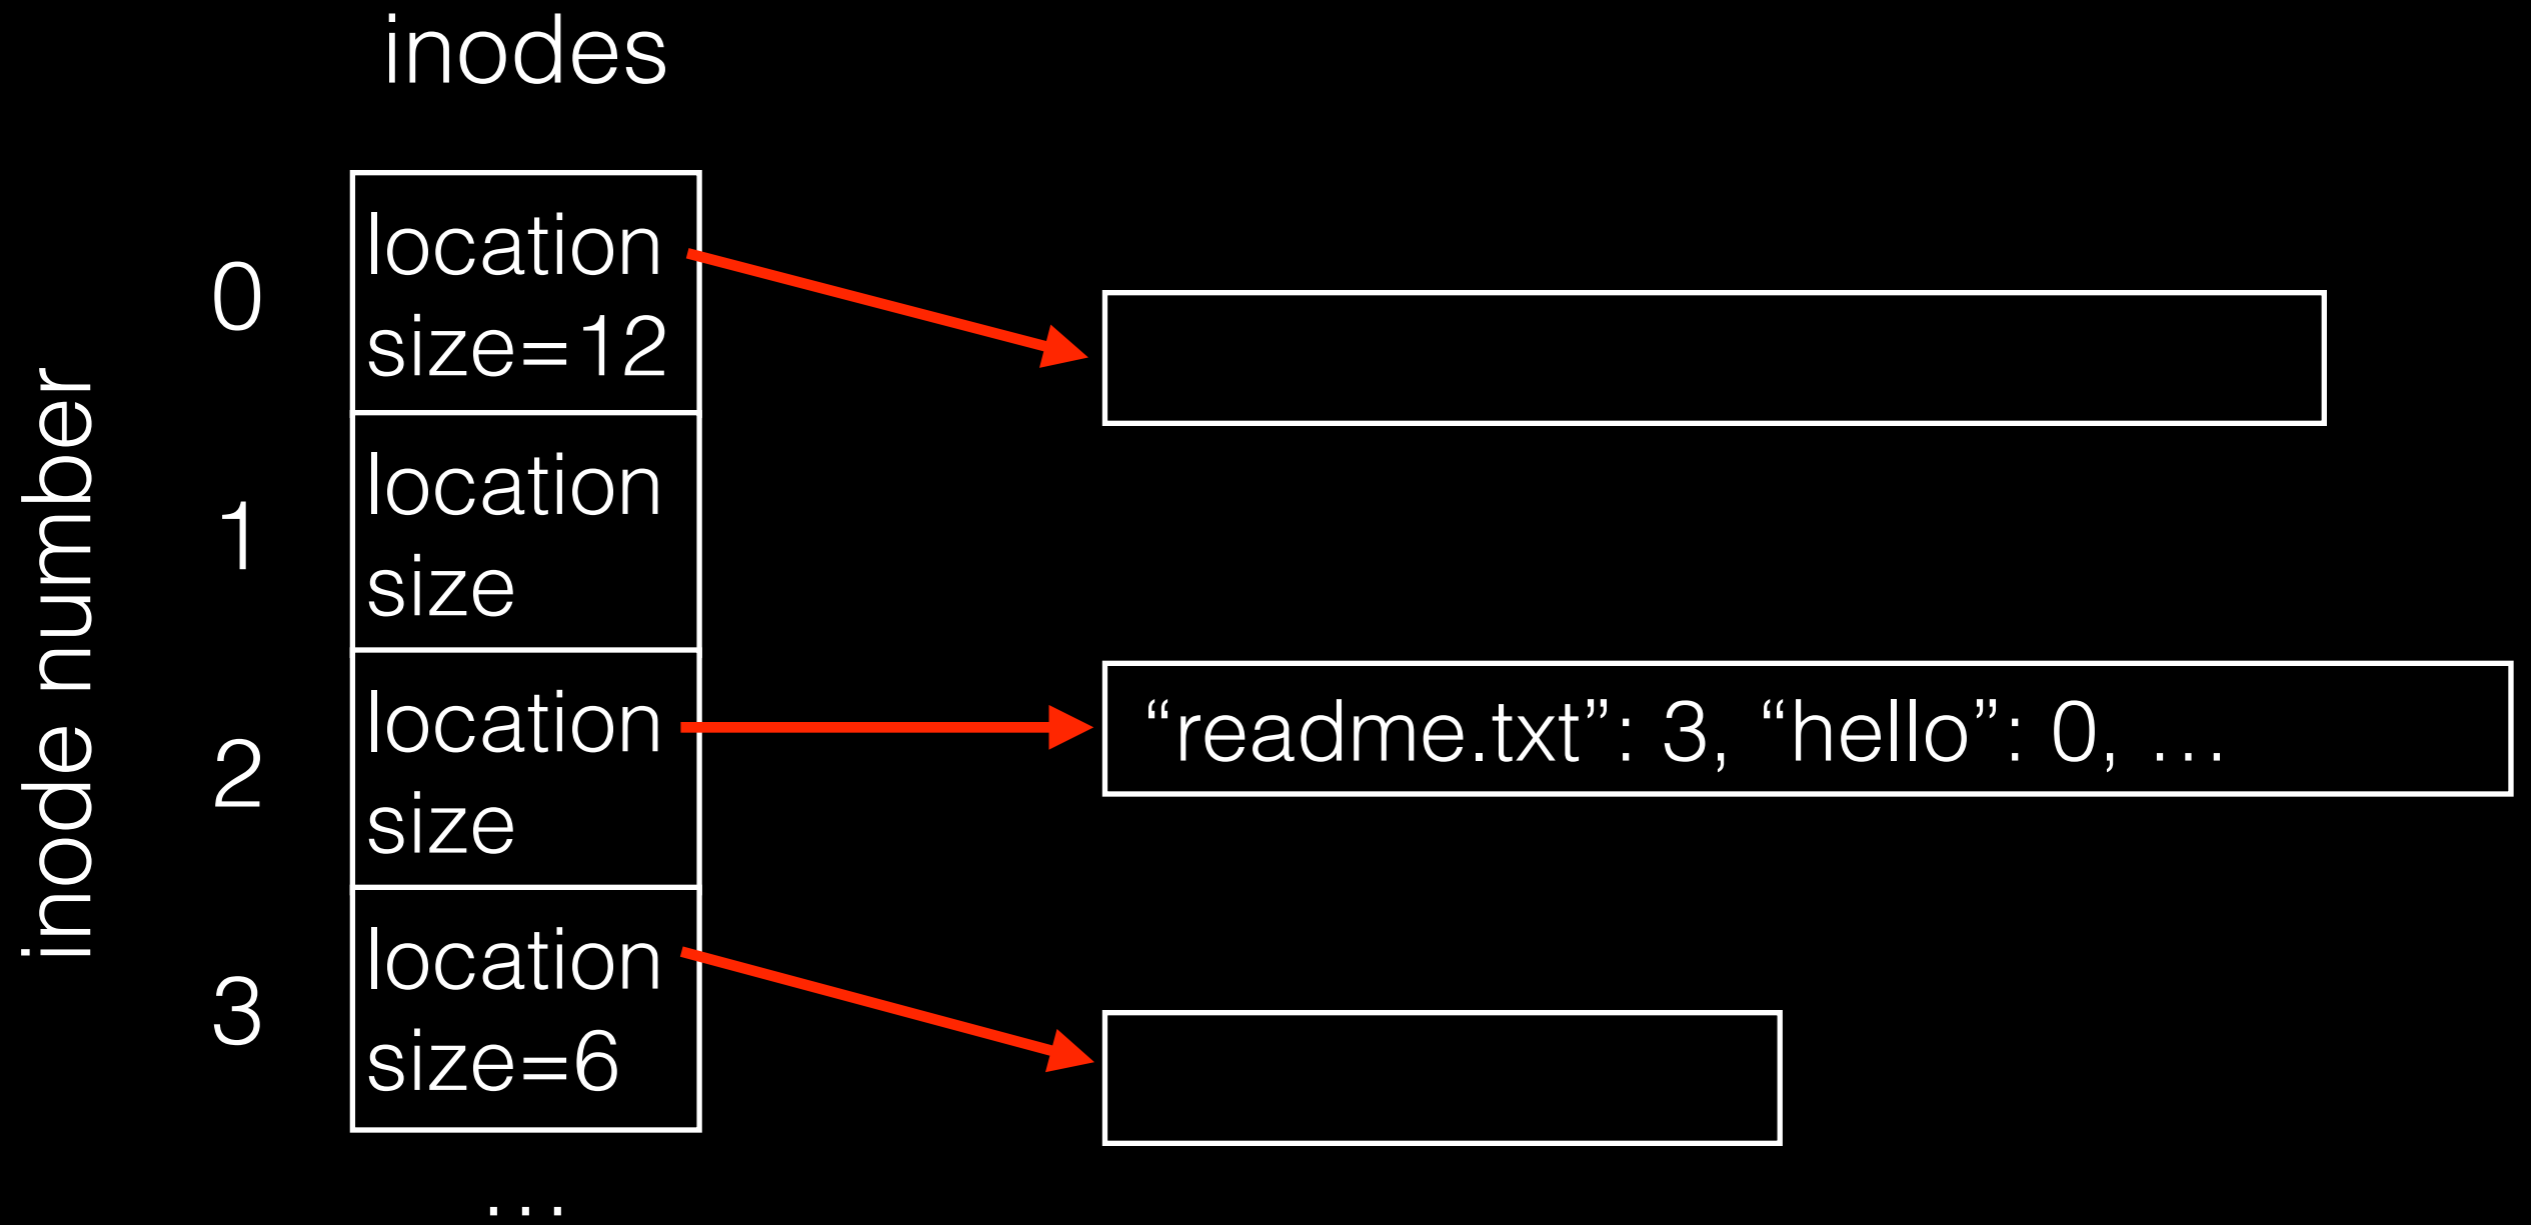 inodes
inode number
0
location
size=12
1
location
size
2
location
size
“readme.txt”: 3, “hello”: 0, …
3
location
size=6
…